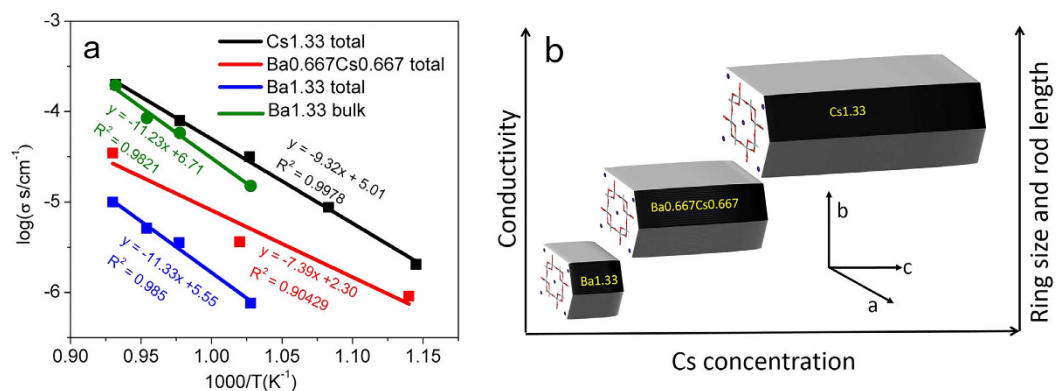 a
Cs1.33 total
Ba0.667Cs0.667 total
Ba1.33 total
Ba1.33 bulk
log(σ s/cm⁻¹)
-3
-4
-5
-6
y = -11.23x +6.71
R² = 0.9821
y = -9.32x + 5.01
R² = 0.9978
y = -7.39x + 2.30
R² = 0.90429
y = -11.33x +5.55
R² = 0.985
0.90 0.95 1.00 1.05 1.10 1.15
1000/T(K⁻¹)
b
Conductivity
Cs1.33
Ba0.667Cs0.667
Ba1.33
b
c
a
Cs concentration
Ring size and rod length